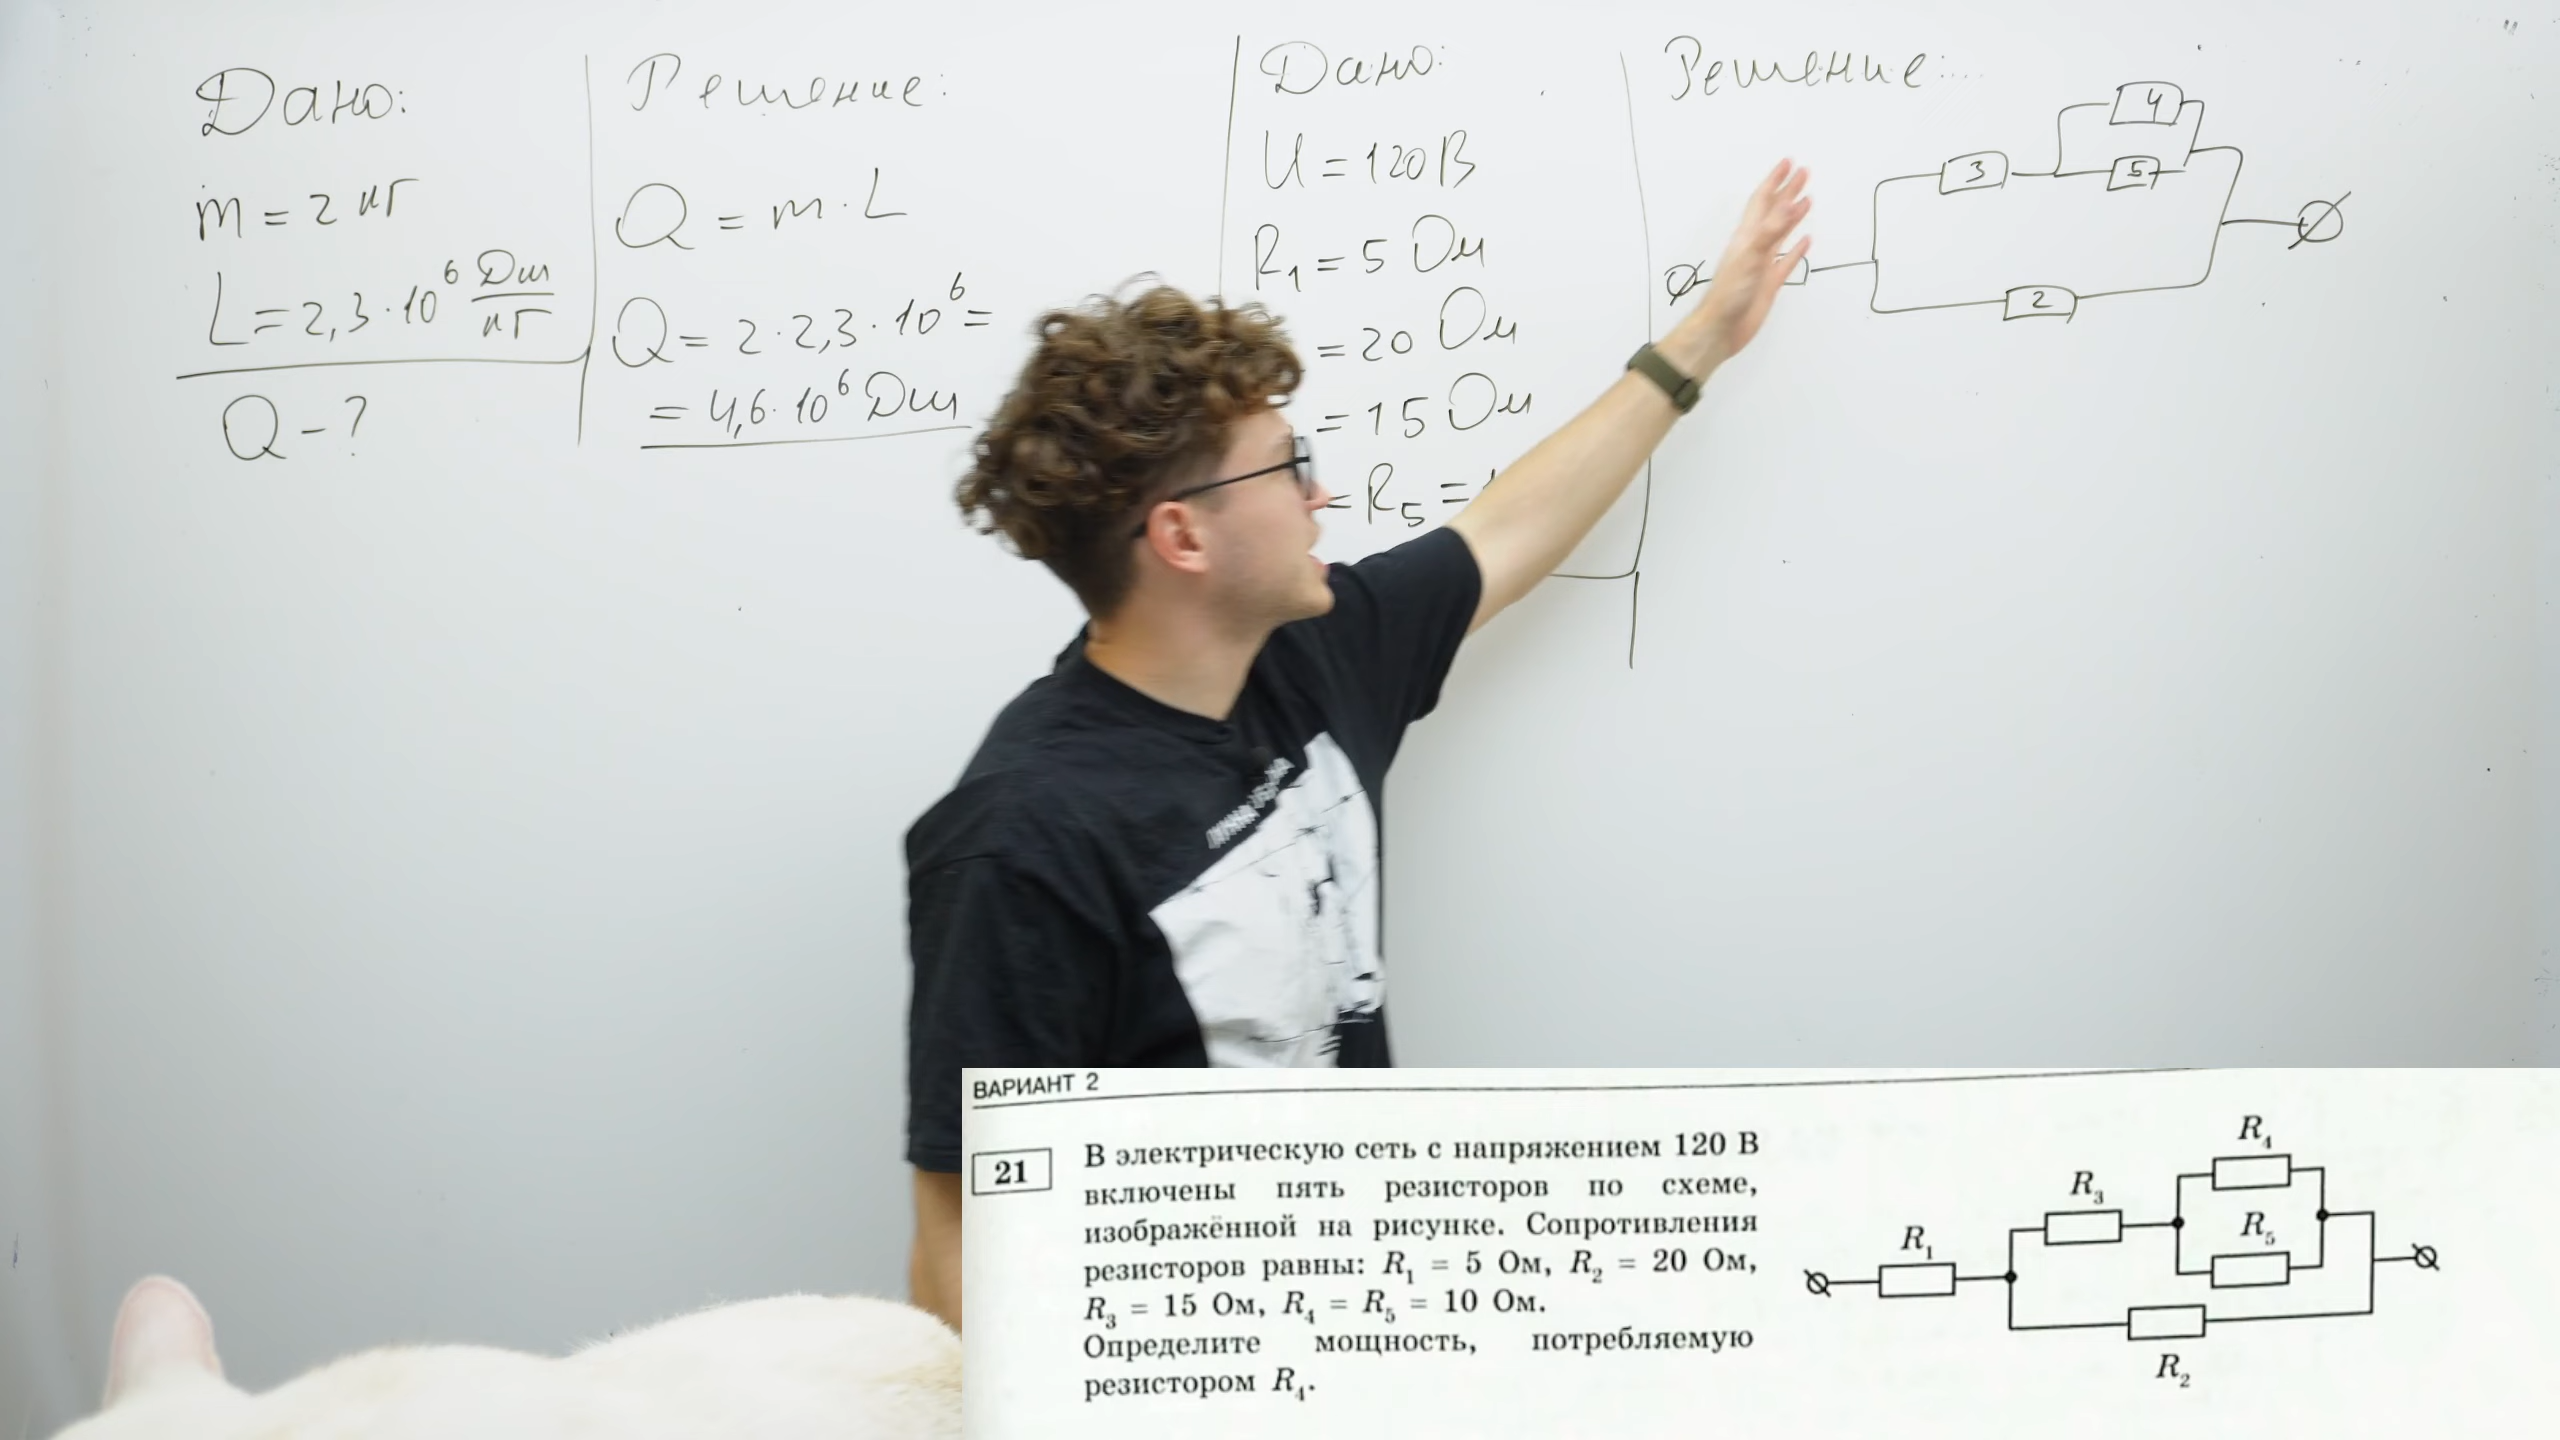 Дано:
m = 2 кг
L = 2,3 · 10⁶ Дж/кг
Q - ?
Решение:
Q = m · L
Q = 2 · 2,3 · 10⁶ =
= 4,6 · 10⁶ Дж
Дано:
U = 120 В
R₁ = 5 Ом
= 20 Ом
= 15 Ом
= R₅ =
Решение:
4
3
5
2
ВАРИАНТ 2
21
В электрическую сеть с напряжением 120 В
включены пять резисторов по схеме,
изображённой на рисунке. Сопротивления
резисторов равны: R₁ = 5 Ом, R₂ = 20 Ом,
R₃ = 15 Ом, R₄ = R₅ = 10 Ом.
Определите мощность, потребляемую
резистором R₄.
R₄
R₃
R₅
R₁
R₂